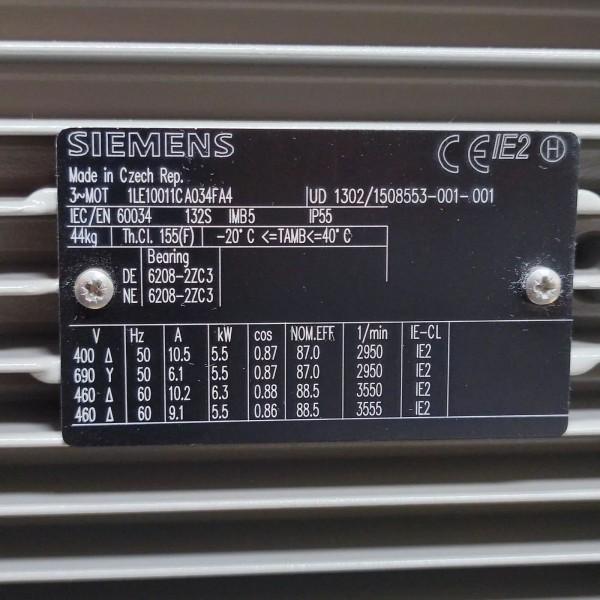 SIEMENS CE IE2 H
Made in Czech Rep.
3~MOT 1LE10011CA034FA4 UD 1302/1508553-001-001
IEC/EN 60034 132S IMB5 IP55
44kg Th.Cl. 155(F) -20°C <=TAMB<=40°C
Bearing
DE 6208-2ZC3
NE 6208-2ZC3
V Hz A kW cos NOM.EFF 1/min IE-CL
400 Δ 50 10.5 5.5 0.87 87.0 2950 IE2
690 Y 50 6.1 5.5 0.87 87.0 2950 IE2
460 Δ 60 10.2 6.3 0.88 88.5 3550 IE2
460 Δ 60 9.1 5.5 0.86 88.5 3555 IE2